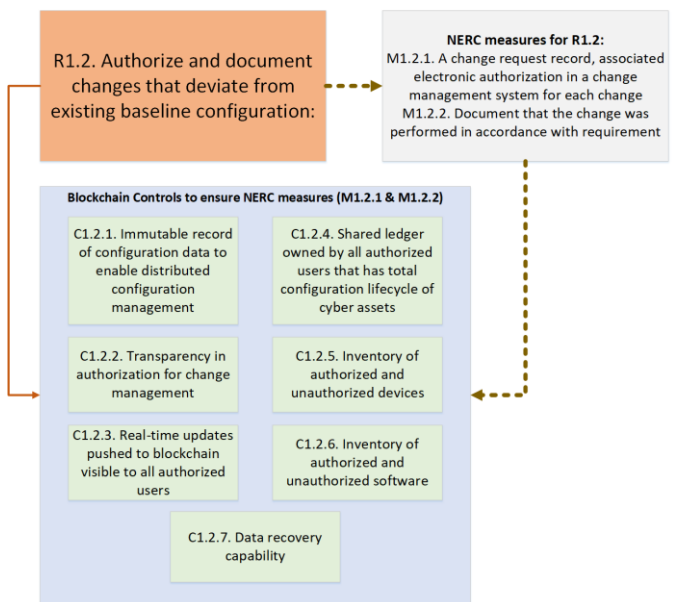 R1.2. Authorize and document
changes that deviate from
existing baseline configuration:
NERC measures for R1.2:
M1.2.1. A change request record, associated
electronic authorization in a change
management system for each change
M1.2.2. Document that the change was
performed in accordance with requirement
Blockchain Controls to ensure NERC measures (M1.2.1 & M1.2.2)
C1.2.1. Immutable record
of configuration data to
enable distributed
configuration
management
C1.2.4. Shared ledger
owned by all authorized
users that has total
configuration lifecycle of
cyber assets
C1.2.2. Transparency in
authorization for change
management
C1.2.5. Inventory of
authorized and
unauthorized devices
C1.2.3. Real-time updates
pushed to blockchain
visible to all authorized
users
C1.2.6. Inventory of
authorized and
unauthorized software
C1.2.7. Data recovery
capability